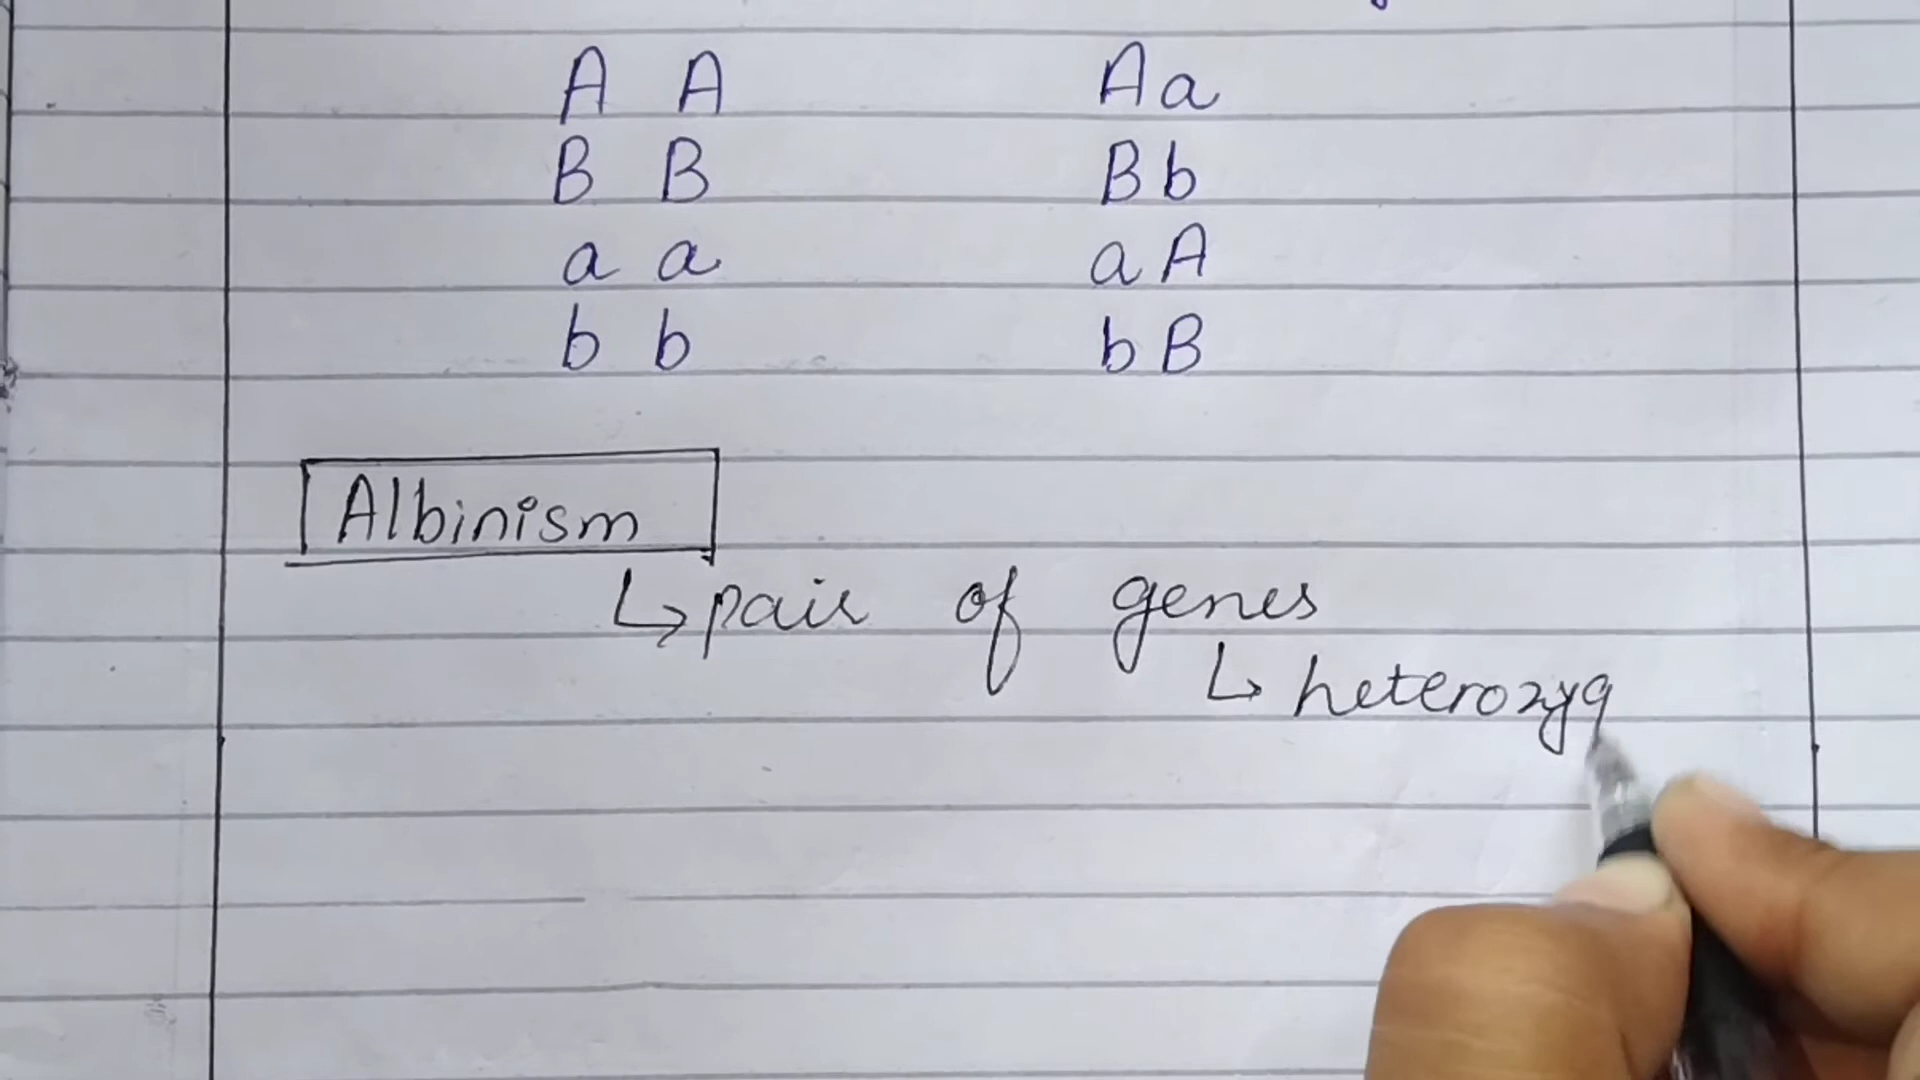 A A Aa
B B Bb
a a aA
b b bB
Albinism
↳ pair of genes
↳ heterozyg